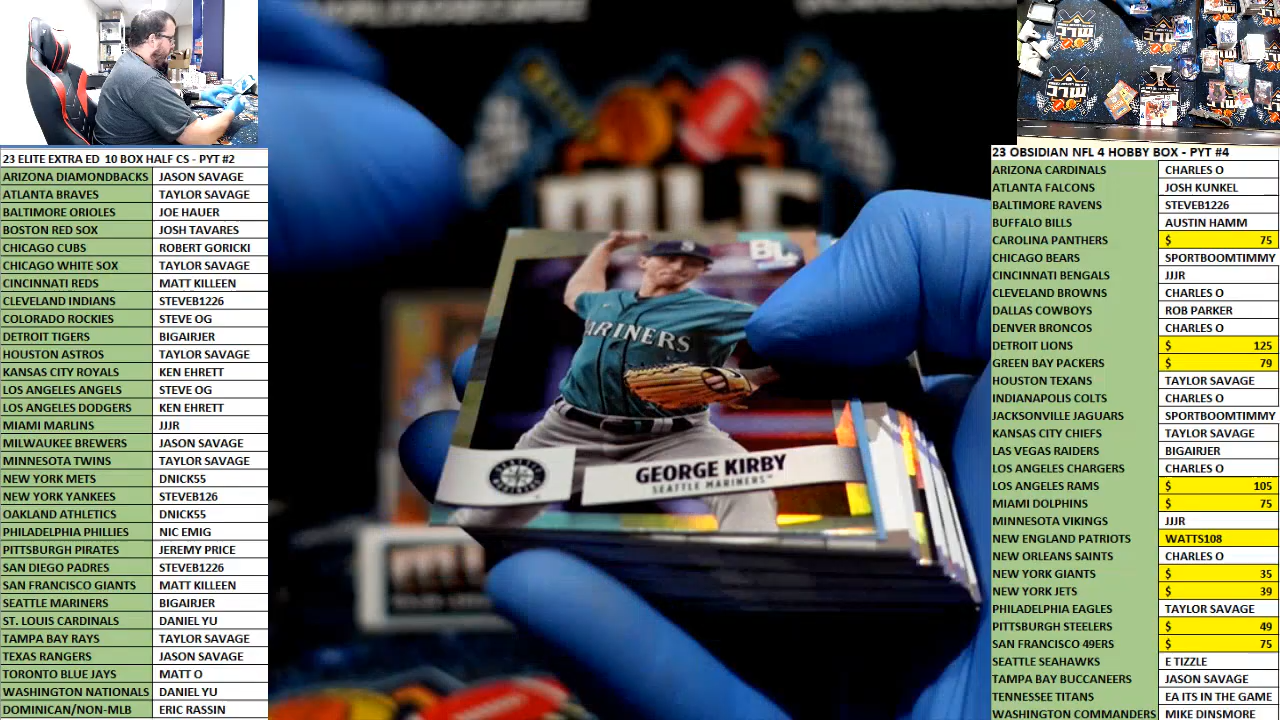 23 ELITE EXTRA ED 10 BOX HALF CS - PYT #2
ARIZONA DIAMONDBACKS JASON SAVAGE
ATLANTA BRAVES TAYLOR SAVAGE
BALTIMORE ORIOLES JOE HAUER
BOSTON RED SOX JOSH TAVARES
CHICAGO CUBS ROBERT GORICKI
CHICAGO WHITE SOX TAYLOR SAVAGE
CINCINNATI REDS MATT KILLEEN
CLEVELAND INDIANS STEVEB1226
COLORADO ROCKIES STEVE OG
DETROIT TIGERS BIGAIRJER
HOUSTON ASTROS TAYLOR SAVAGE
KANSAS CITY ROYALS KEN EHRETT
LOS ANGELES ANGELS STEVE OG
LOS ANGELES DODGERS KEN EHRETT
MIAMI MARLINS JJJR
MILWAUKEE BREWERS JASON SAVAGE
MINNESOTA TWINS TAYLOR SAVAGE
NEW YORK METS DNICK55
NEW YORK YANKEES STEVEB126
OAKLAND ATHLETICS DNICK55
PHILADELPHIA PHILLIES NIC EMIG
PITTSBURGH PIRATES JEREMY PRICE
SAN DIEGO PADRES STEVEB1226
SAN FRANCISCO GIANTS MATT KILLEEN
SEATTLE MARINERS BIGAIRJER
ST. LOUIS CARDINALS DANIEL YU
TAMPA BAY RAYS TAYLOR SAVAGE
TEXAS RANGERS JASON SAVAGE
TORONTO BLUE JAYS MATT O
WASHINGTON NATIONALS DANIEL YU
DOMINICAN/NON-MLB ERIC RASSIN
MLC
BL
MARINERS
GEORGE KIRBY
SEATTLE MARINERS
MLC
MLC
23 OBSIDIAN NFL 4 HOBBY BOX - PYT #4
ARIZONA CARDINALS CHARLES O
ATLANTA FALCONS JOSH KUNKEL
BALTIMORE RAVENS STEVEB1226
BUFFALO BILLS AUSTIN HAMM
CAROLINA PANTHERS $ 75
CHICAGO BEARS SPORTBOOMTIMMY
CINCINNATI BENGALS JJJR
CLEVELAND BROWNS CHARLES O
DALLAS COWBOYS ROB PARKER
DENVER BRONCOS CHARLES O
DETROIT LIONS $ 125
GREEN BAY PACKERS $ 79
HOUSTON TEXANS TAYLOR SAVAGE
INDIANAPOLIS COLTS CHARLES O
JACKSONVILLE JAGUARS SPORTBOOMTIMMY
KANSAS CITY CHIEFS TAYLOR SAVAGE
LAS VEGAS RAIDERS BIGAIRJER
LOS ANGELES CHARGERS CHARLES O
LOS ANGELES RAMS $ 105
MIAMI DOLPHINS $ 75
MINNESOTA VIKINGS JJJR
NEW ENGLAND PATRIOTS WATTS108
NEW ORLEANS SAINTS CHARLES O
NEW YORK GIANTS $ 35
NEW YORK JETS $ 39
PHILADELPHIA EAGLES TAYLOR SAVAGE
PITTSBURGH STEELERS $ 49
SAN FRANCISCO 49ERS $ 75
SEATTLE SEAHAWKS E TIZZLE
TAMPA BAY BUCCANEERS JASON SAVAGE
TENNESSEE TITANS EA ITS IN THE GAME
WASHINGTON COMMANDERS MIKE DINSMORE